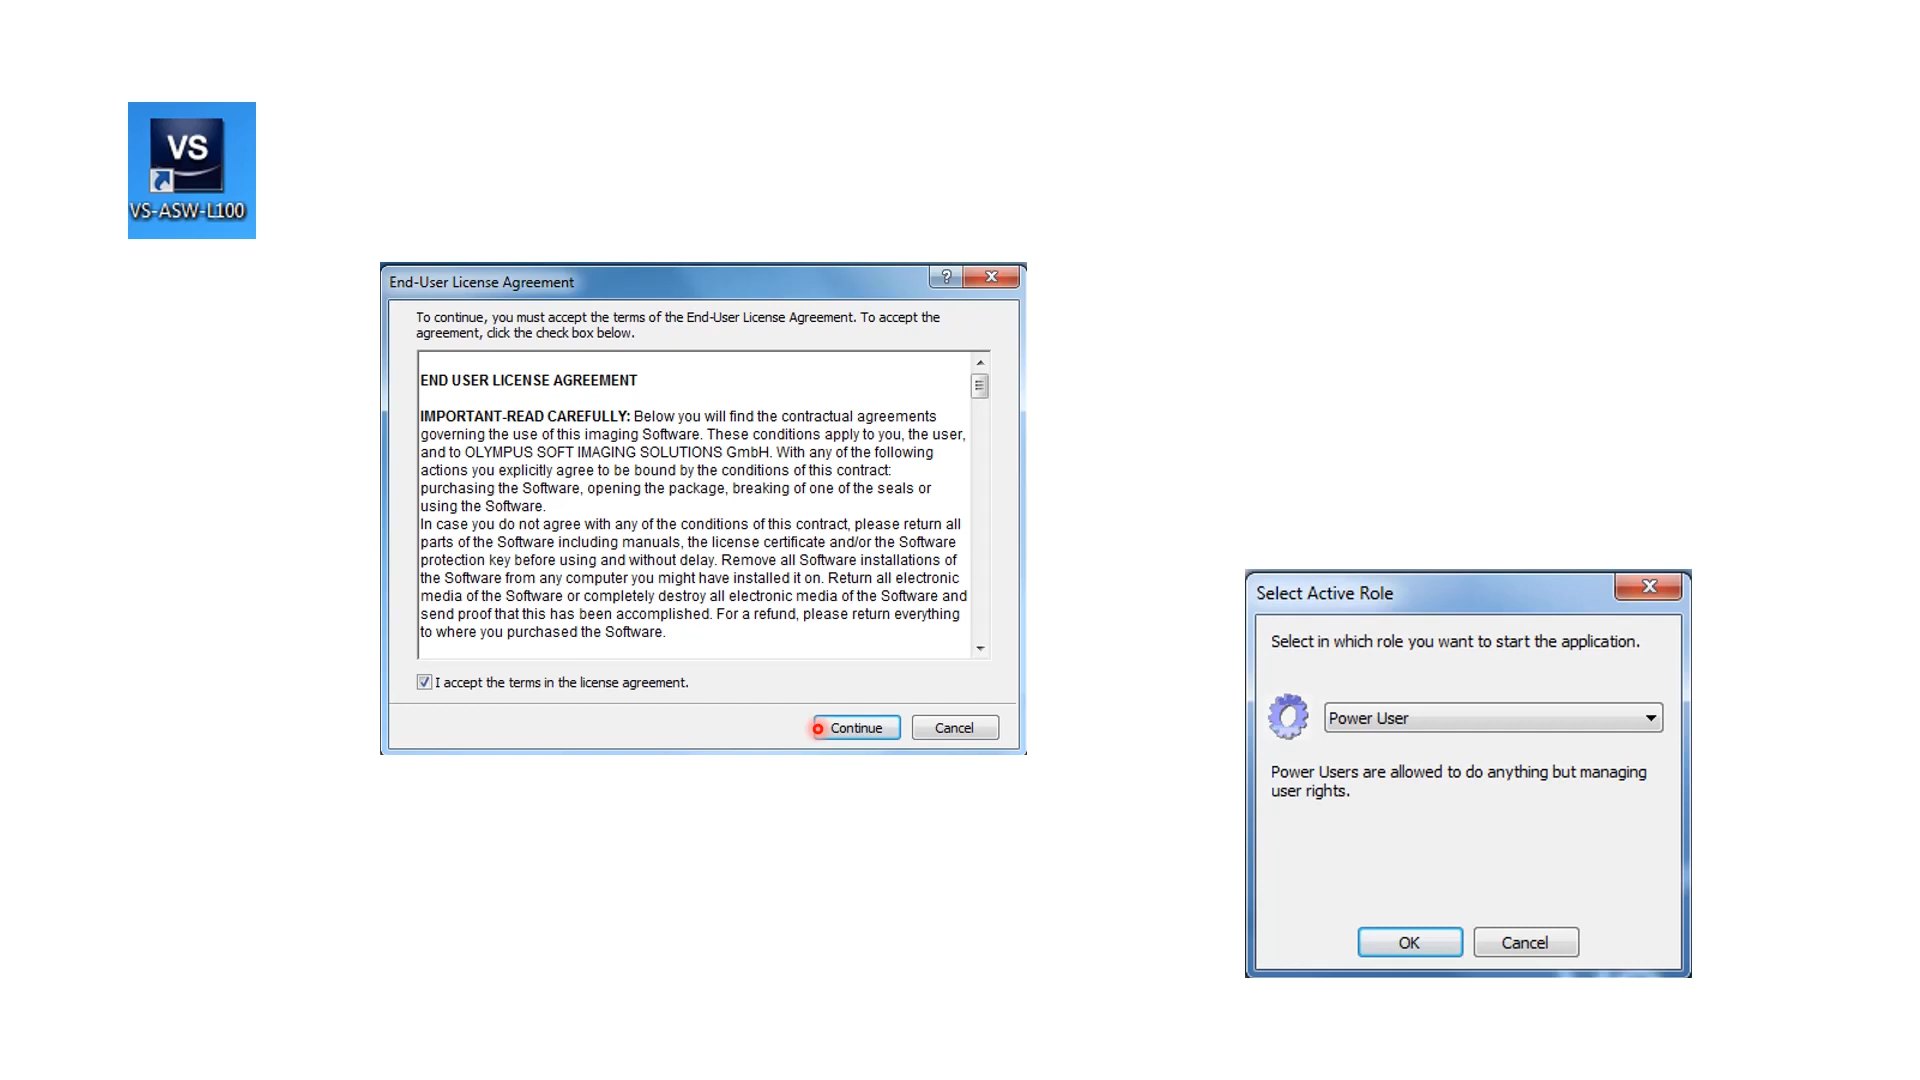 VS
VS-ASW-L100
End-User License Agreement
To continue, you must accept the terms of the End-User License Agreement. To accept the
agreement, click the check box below.
END USER LICENSE AGREEMENT
IMPORTANT-READ CAREFULLY: Below you will find the contractual agreements
governing the use of this imaging Software. These conditions apply to you, the user,
and to OLYMPUS SOFT IMAGING SOLUTIONS GmbH. With any of the following
actions you explicitly agree to be bound by the conditions of this contract:
purchasing the Software, opening the package, breaking of one of the seals or
using the Software.
In case you do not agree with any of the conditions of this contract, please return all
parts of the Software including manuals, the license certificate and/or the Software
protection key before using and without delay. Remove all Software installations of
the Software from any computer you might have installed it on. Return all electronic
media of the Software or completely destroy all electronic media of the Software and
send proof that this has been accomplished. For a refund, please return everything
to where you purchased the Software.
I accept the terms in the license agreement.
Continue
Cancel
Select Active Role
Select in which role you want to start the application.
Power User
Power Users are allowed to do anything but managing
user rights.
OK
Cancel